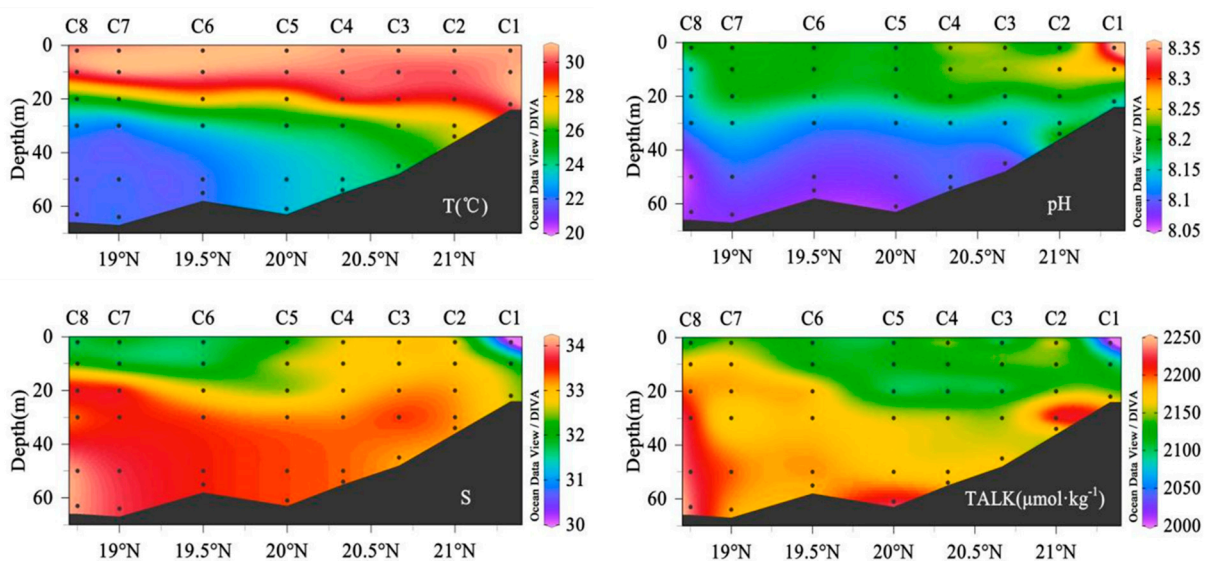 C8 C7 C6 C5 C4 C3 C2 C1
0
20
40
60
Depth(m)
T(℃)
19°N 19.5°N 20°N 20.5°N 21°N
30
28
26
24
22
20
Ocean Data View / DIVA
C8 C7 C6 C5 C4 C3 C2 C1
0
20
40
60
Depth(m)
pH
19°N 19.5°N 20°N 20.5°N 21°N
8.35
8.3
8.25
8.2
8.15
8.1
8.05
Ocean Data View / DIVA
C8 C7 C6 C5 C4 C3 C2 C1
0
20
40
60
Depth(m)
S
19°N 19.5°N 20°N 20.5°N 21°N
34
33
32
31
30
Ocean Data View / DIVA
C8 C7 C6 C5 C4 C3 C2 C1
0
20
40
60
Depth(m)
TALK(μmol·kg⁻¹)
19°N 19.5°N 20°N 20.5°N 21°N
2250
2200
2150
2100
2050
2000
Ocean Data View / DIVA